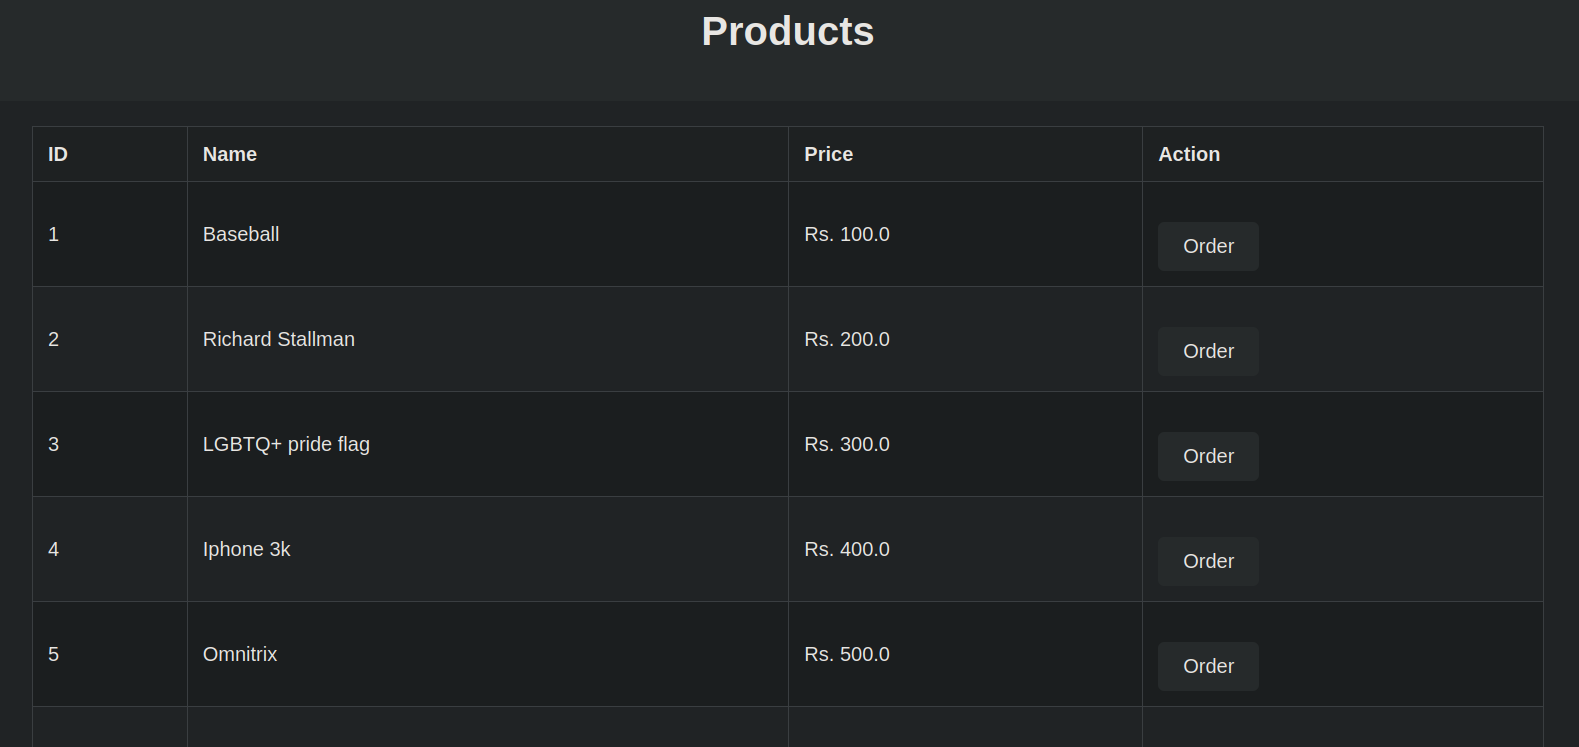 Products
ID Name Price Action
1 Baseball Rs. 100.0 Order
2 Richard Stallman Rs. 200.0 Order
3 LGBTQ+ pride flag Rs. 300.0 Order
4 Iphone 3k Rs. 400.0 Order
5 Omnitrix Rs. 500.0 Order